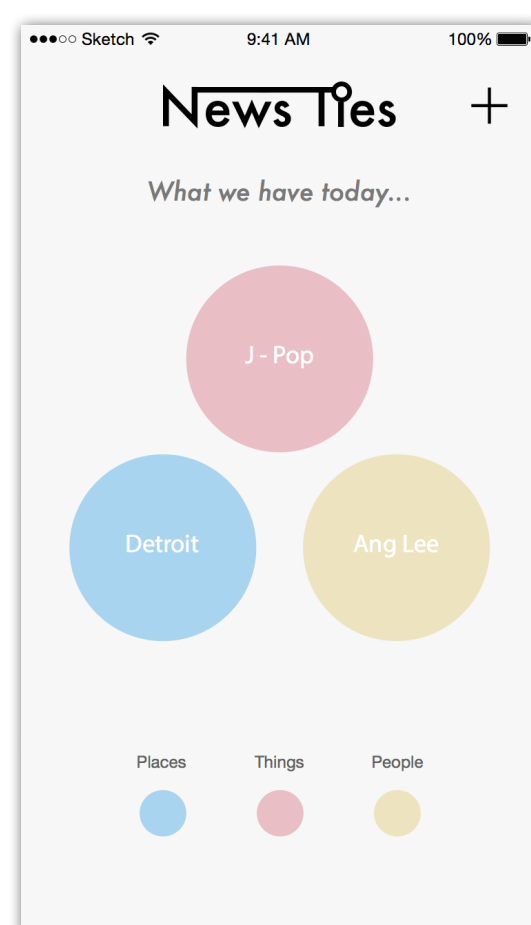 Sketch 9:41 AM 100%
News Ties
What we have today...
J - Pop
Detroit Ang Lee
Places Things People